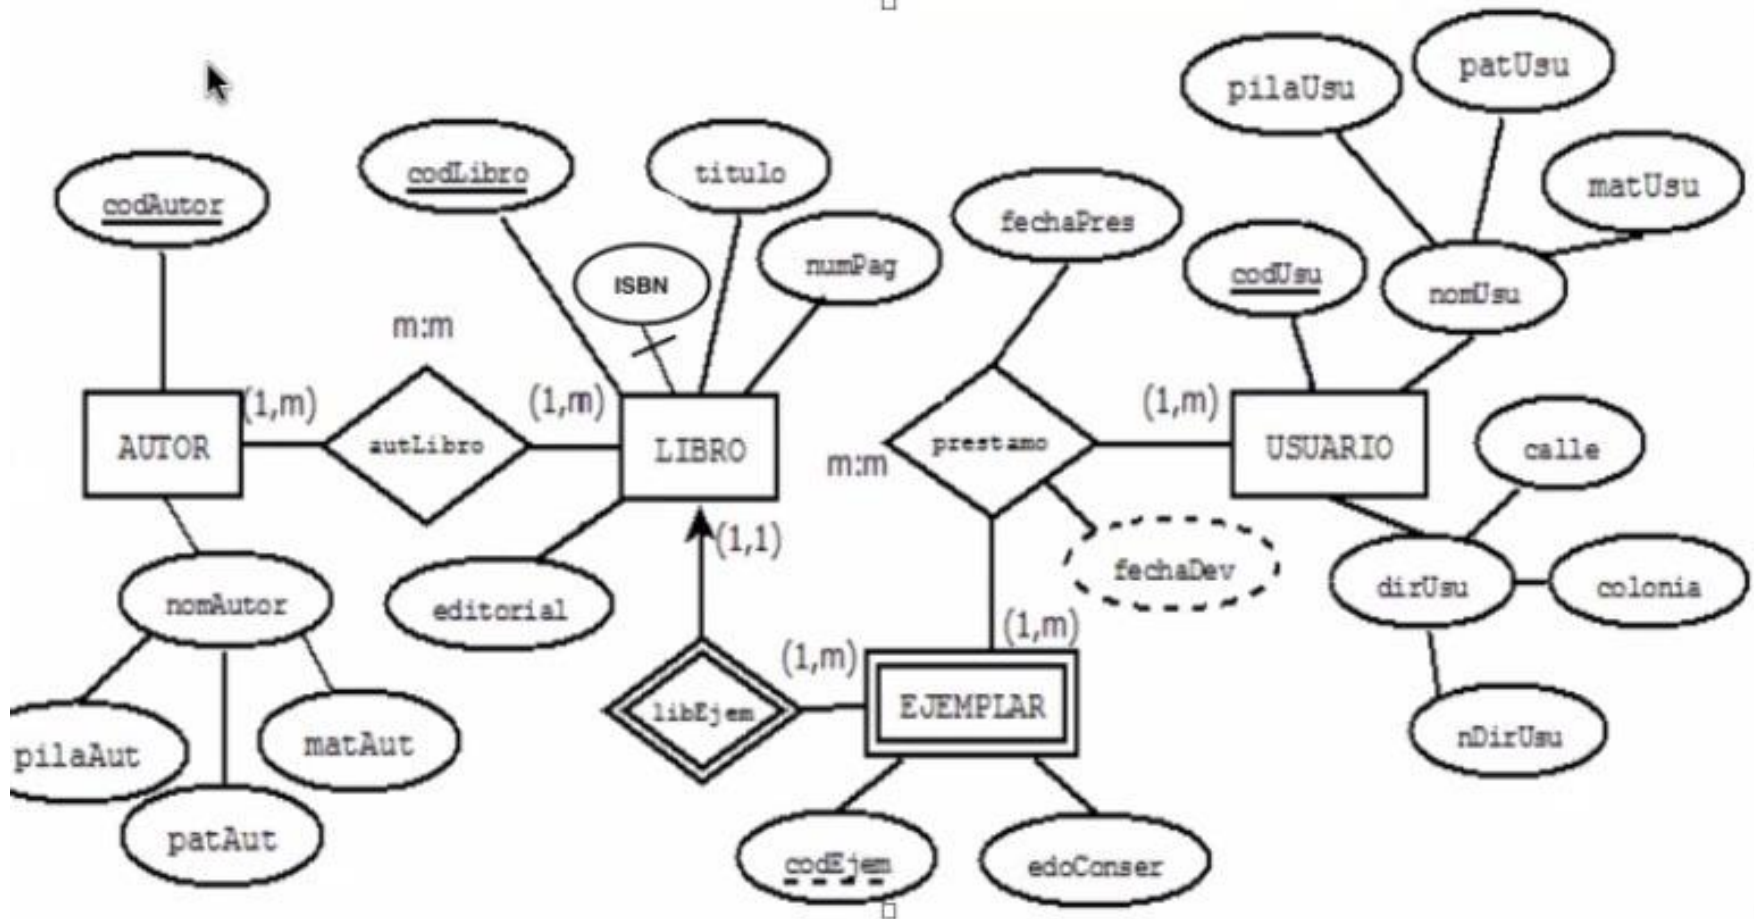 pilaUsu
patUsu
matUsu
codAutor
codLibro
titulo
fechaPres
codUsu
nomUsu
ISBN
numPag
m:m
AUTOR
(1,m)
autLibro
(1,m)
LIBRO
prestamo
m:m
(1,m)
USUARIO
calle
(1,1)
fechaDev
dirUsu
colonia
nomAutor
editorial
(1,m)
(1,m)
libEjem
EJEMPLAR
nDirUsu
pilaAut
matAut
patAut
codEjem
edoConser